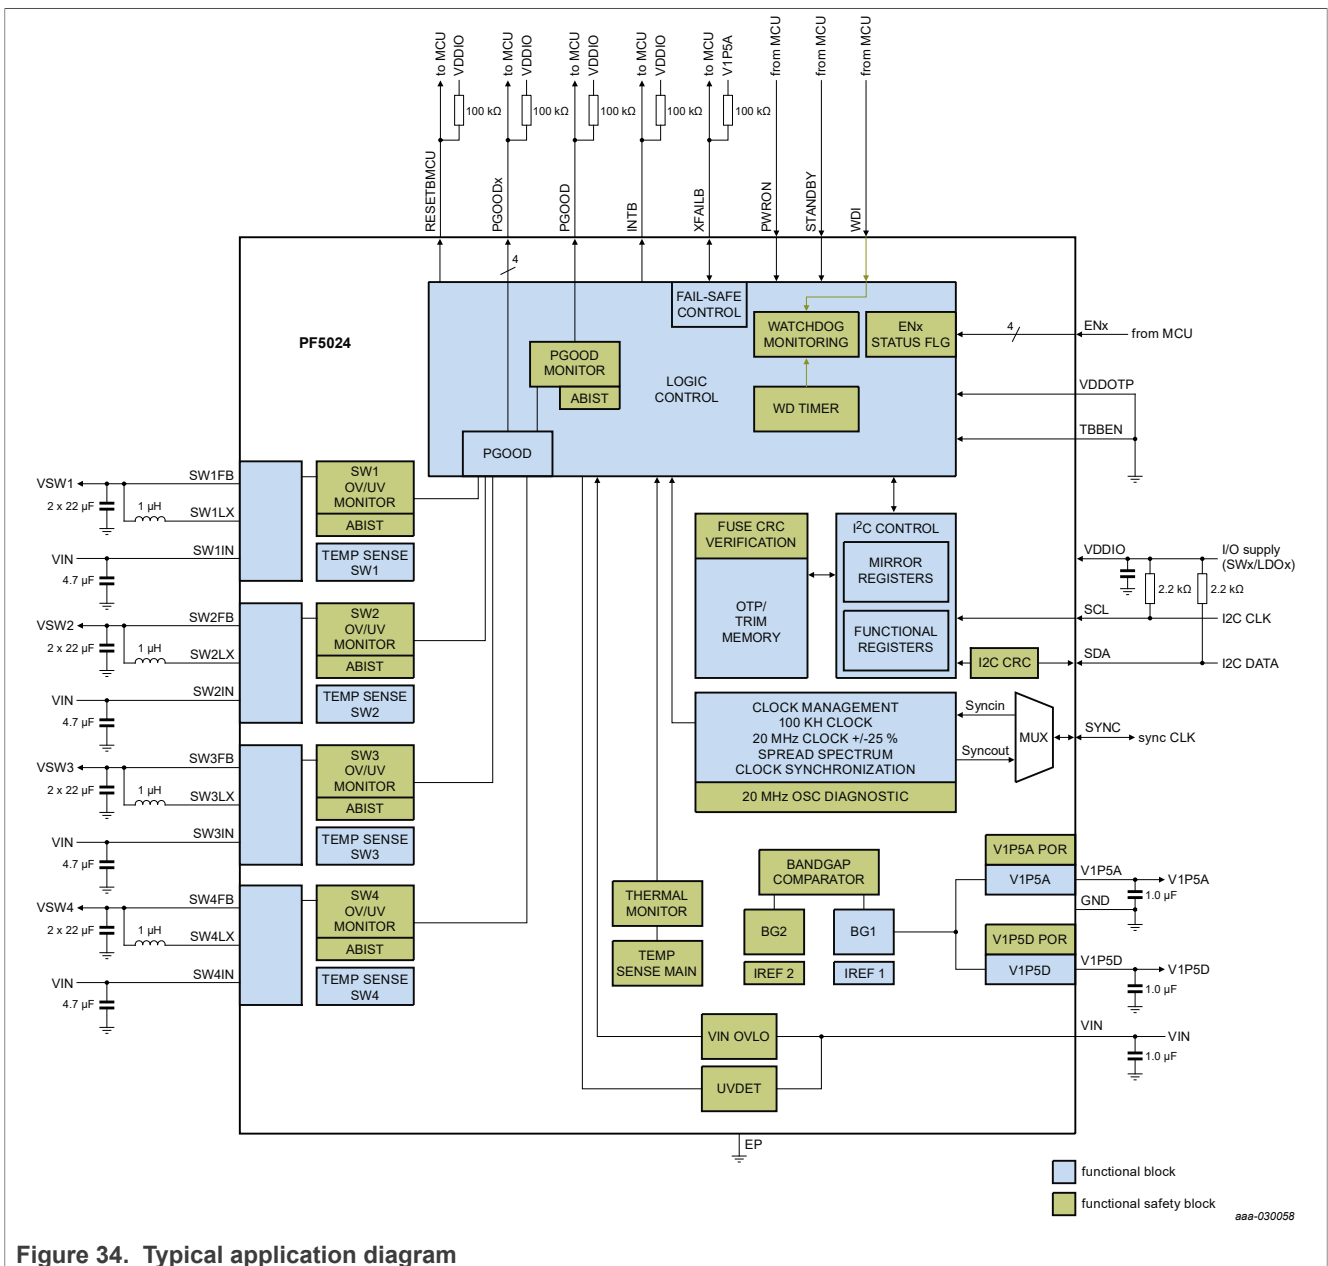 to MCU
VDDIO
to MCU
VDDIO
to MCU
VDDIO
to MCU
VDDIO
to MCU
V1P5A
from MCU
from MCU
from MCU
100 kΩ
100 kΩ
100 kΩ
100 kΩ
100 kΩ
RESETBMCU
PGOODx
PGOOD
INTB
XFAILB
PWRON
STANDBY
WDI
4
PF5024
FAIL-SAFE
CONTROL
WATCHDOG
MONITORING
ENx
STATUS FLG
4
ENx
from MCU
PGOOD
MONITOR
ABIST
LOGIC
CONTROL
WD TIMER
VDDOTP
TBBEN
PGOOD
VSW1
2 x 22 µF
1 µH
SW1FB
SW1LX
VIN
4.7 µF
SW1IN
SW1
OV/UV
MONITOR
ABIST
TEMP SENSE
SW1
VSW2
2 x 22 µF
1 µH
SW2FB
SW2LX
VIN
4.7 µF
SW2IN
SW2
OV/UV
MONITOR
ABIST
TEMP SENSE
SW2
VSW3
2 x 22 µF
1 µH
SW3FB
SW3LX
VIN
4.7 µF
SW3IN
SW3
OV/UV
MONITOR
ABIST
TEMP SENSE
SW3
VSW4
2 x 22 µF
1 µH
SW4FB
SW4LX
VIN
4.7 µF
SW4IN
SW4
OV/UV
MONITOR
ABIST
TEMP SENSE
SW4
FUSE CRC
VERIFICATION
OTP/
TRIM
MEMORY
I2C CONTROL
MIRROR
REGISTERS
FUNCTIONAL
REGISTERS
I2C CRC
VDDIO
I/O supply
(SWx/LDOx)
2.2 kΩ
2.2 kΩ
SCL
I2C CLK
SDA
I2C DATA
CLOCK MANAGEMENT
100 KH CLOCK
20 MHz CLOCK +/-25 %
SPREAD SPECTRUM
CLOCK SYNCHRONIZATION
20 MHz OSC DIAGNOSTIC
Syncin
Syncout
MUX
SYNC
sync CLK
THERMAL
MONITOR
TEMP
SENSE MAIN
BANDGAP
COMPARATOR
BG2
BG1
IREF 2
IREF 1
V1P5A POR
V1P5A
V1P5A
V1P5A
1.0 µF
GND
V1P5D POR
V1P5D
V1P5D
V1P5D
1.0 µF
VIN OVLO
UVDET
VIN
VIN
1.0 µF
EP
functional block
functional safety block
aaa-030058
Figure 34. Typical application diagram